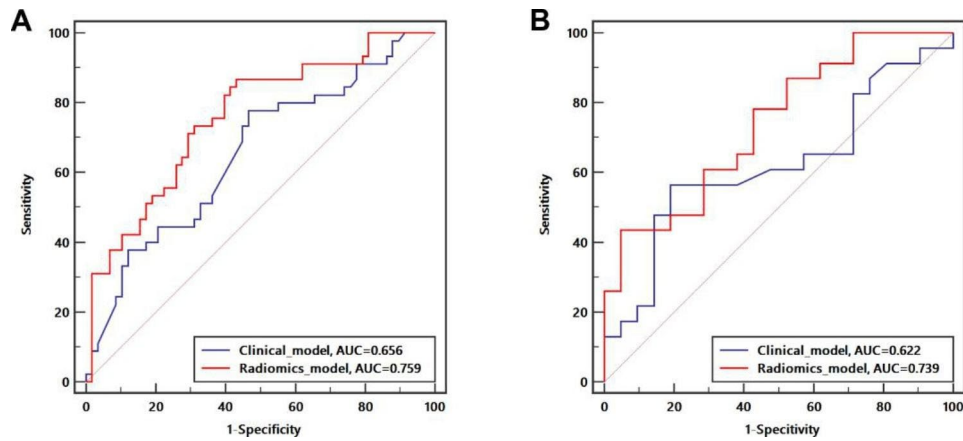 A
100
80
60
40
20
0
Sensitivity
0 20 40 60 80 100
1-Specificity
Clinical_model, AUC=0.656
Radiomics_model, AUC=0.759
B
100
80
60
40
20
0
Sensitivity
0 20 40 60 80 100
1-Specitivity
Clinical_model, AUC=0.622
Radiomics_model, AUC=0.739